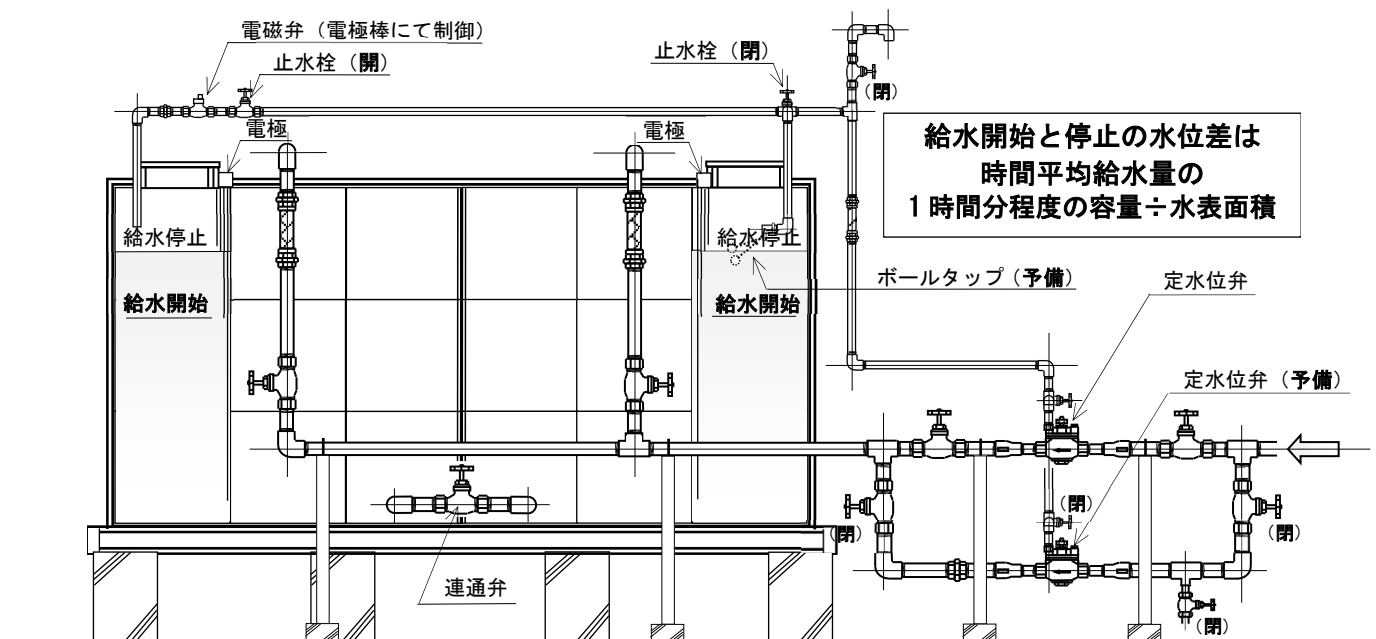 電磁弁（電極棒にて制御）
止水栓（開）
止水栓（閉）
（閉）
電極
電極
給水開始と停止の水位差は
時間平均給水量の
1時間分程度の容量÷水表面積
給水停止
給水停止
ボールタップ（予備）
定水位弁
給水開始
給水開始
定水位弁（予備）
（閉）
（閉）
（閉）
連通弁
（閉）